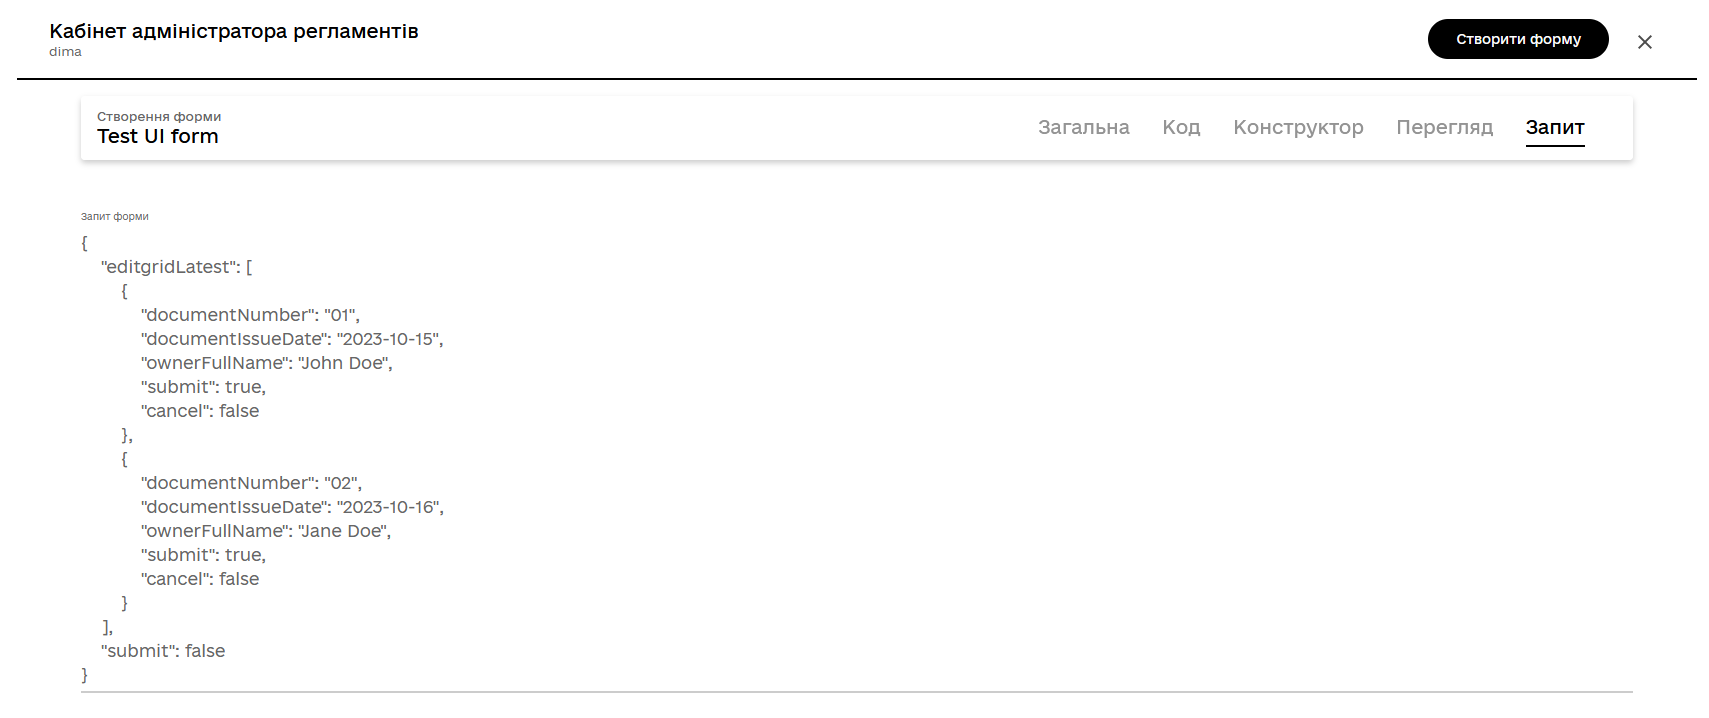 Кабінет адміністратора регламентів
dima
Створити форму
Створення форми
Test UI form
Загальна Код Конструктор Перегляд Запит
Запит форми
{
"editgridLatest": [
{
"documentNumber": "01",
"documentIssueDate": "2023-10-15",
"ownerFullName": "John Doe",
"submit": true,
"cancel": false
},
{
"documentNumber": "02",
"documentIssueDate": "2023-10-16",
"ownerFullName": "Jane Doe",
"submit": true,
"cancel": false
}
],
"submit": false
}